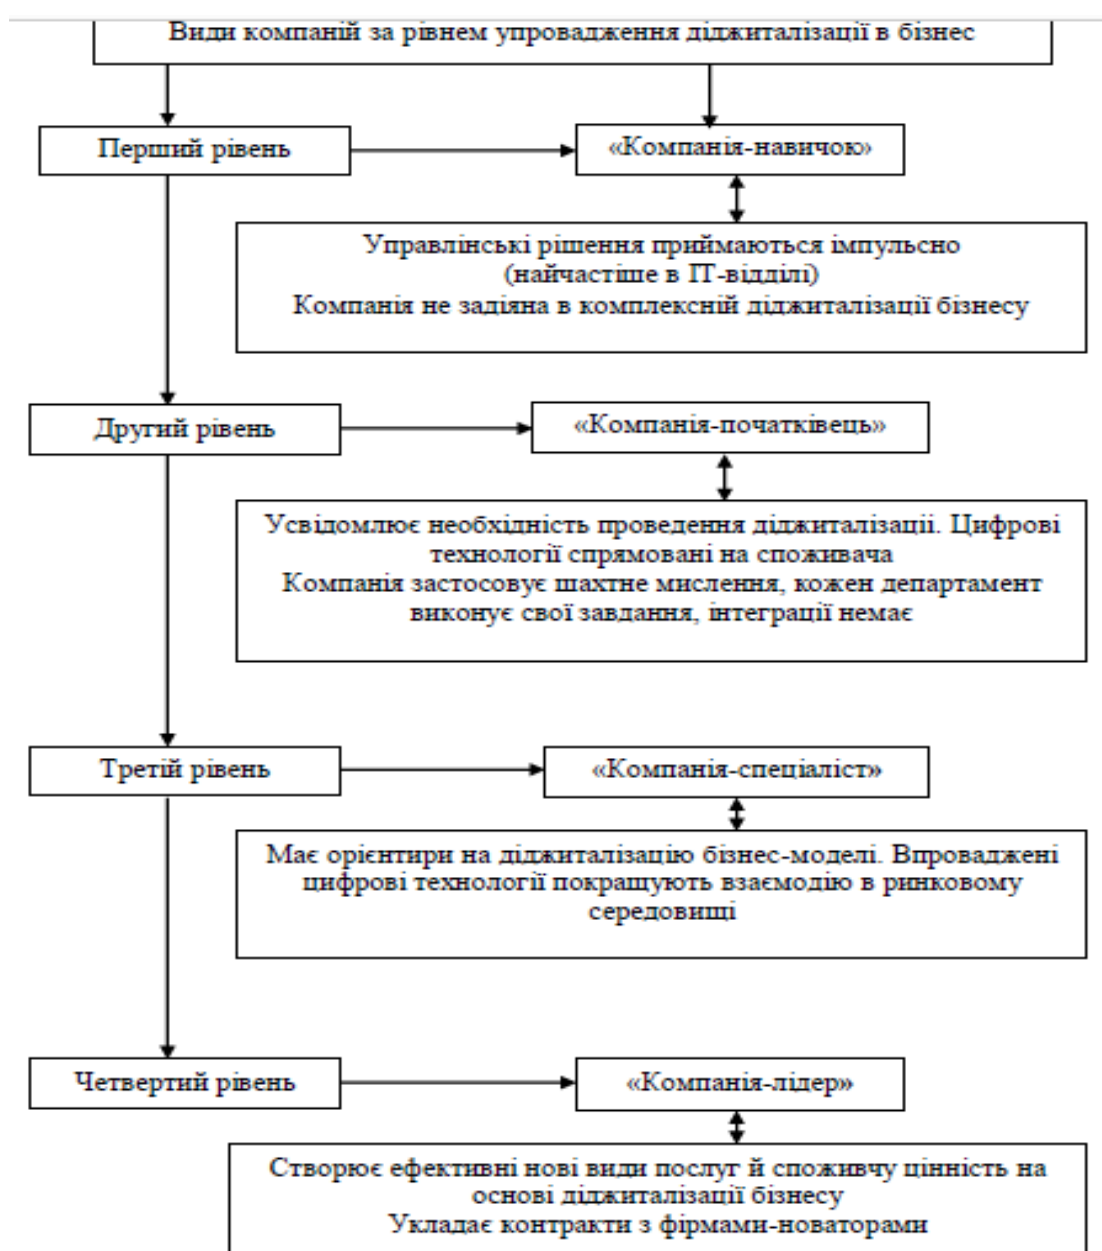 Види компаній за рівнем упровадження діджиталізації в бізнес
Перший рівень
«Компанія-навичою»
Управлінські рішення приймаються імпульсно
(найчастіше в ІТ-відділі)
Компанія не задіяна в комплексній діджиталізації бізнесу
Другий рівень
«Компанія-початківець»
Усвідомлює необхідність проведення діджиталізаціі. Цифрові
технології спрямовані на споживача
Компанія застосовує шахтне мислення, кожен департамент
виконує свої завдання, інтеграції немає
Третій рівень
«Компанія-спеціаліст»
Має орієнтири на діджиталізацію бізнес-моделі. Впроваджені
цифрові технології покращують взаємодію в ринковому
середовищі
Четвертий рівень
«Компанія-лідер»
Створює ефективні нові види послуг й споживчу цінність на
основі діджиталізації бізнесу
Укладає контракти з фірмами-новаторами